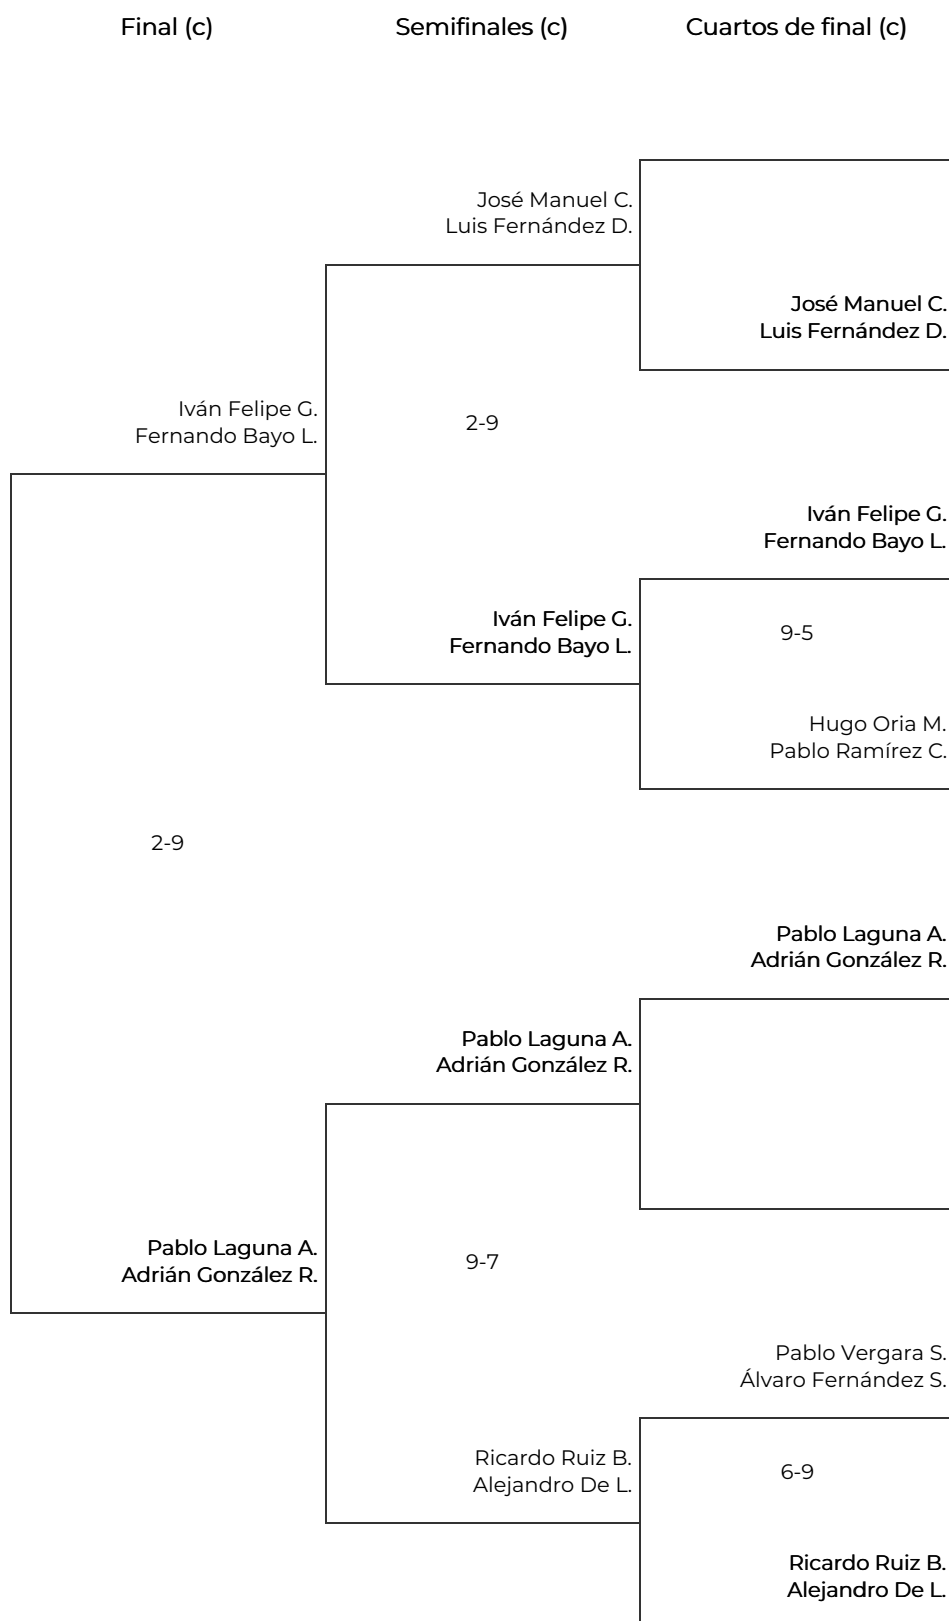 Final (c)
Semifinales (c)
Cuartos de final (c)
José Manuel C.
Luis Fernández D.
José Manuel C.
Luis Fernández D.
Iván Felipe G.
Fernando Bayo L.
2-9
Iván Felipe G.
Fernando Bayo L.
Iván Felipe G.
Fernando Bayo L.
9-5
Hugo Oria M.
Pablo Ramírez C.
2-9
Pablo Laguna A.
Adrián González R.
Pablo Laguna A.
Adrián González R.
Pablo Laguna A.
Adrián González R.
9-7
Pablo Vergara S.
Álvaro Fernández S.
Ricardo Ruiz B.
Alejandro De L.
6-9
Ricardo Ruiz B.
Alejandro De L.